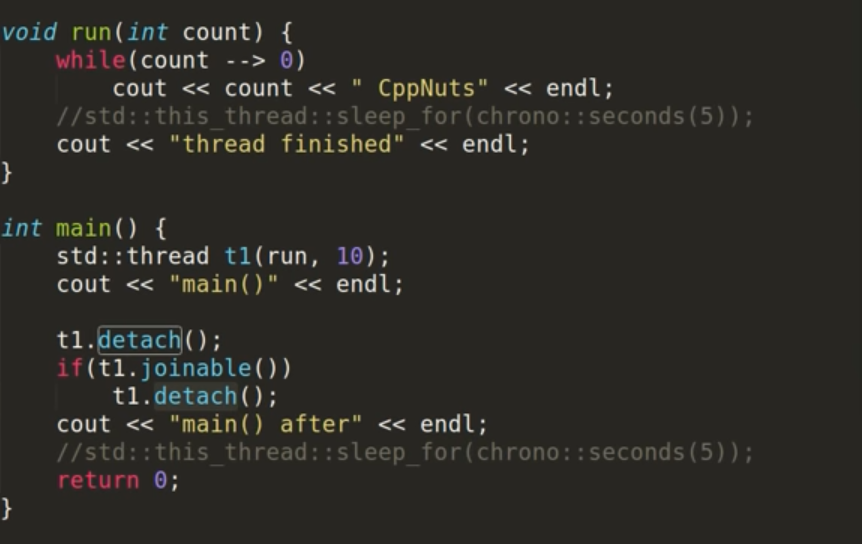 void run(int count) {
    while(count --> 0)
        cout << count << " CppNuts" << endl;
    //std::this_thread::sleep_for(chrono::seconds(5));
    cout << "thread finished" << endl;
}

int main() {
    std::thread t1(run, 10);
    cout << "main()" << endl;

    t1.detach();
    if(t1.joinable())
        t1.detach();
    cout << "main() after" << endl;
    //std::this_thread::sleep_for(chrono::seconds(5));
    return 0;
}